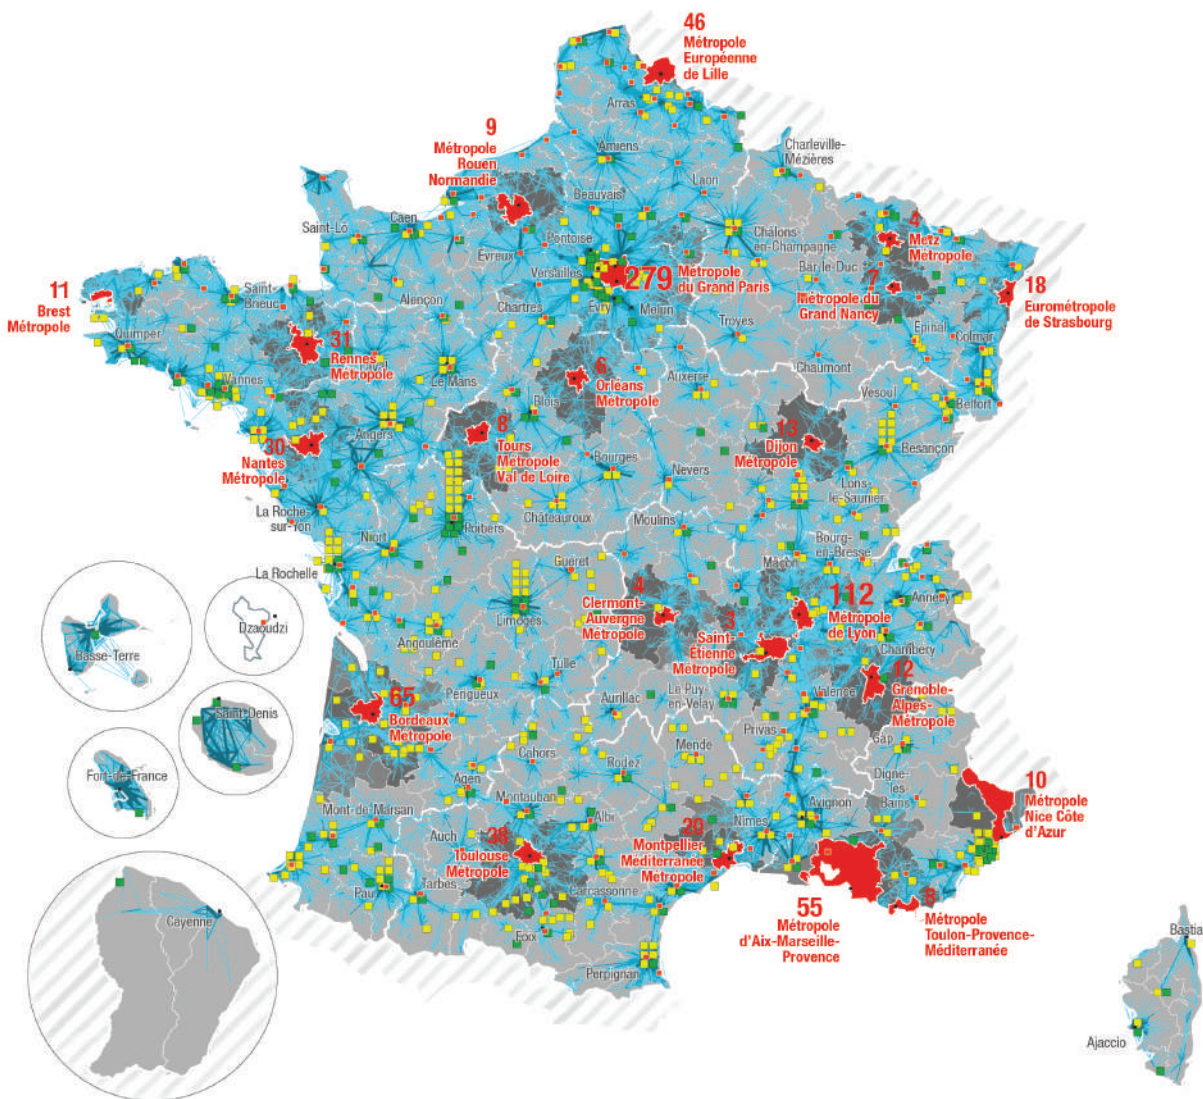 46
Métropole
Européenne
de Lille
Arras
9
Métropole
Rouen
Normandie
Amiens
Charleville-
Mézières
Laon
Beauvais
Saint-Lô
Caen
Évreux
Pontoise
Versailles
279
Métropole
du Grand Paris
Évry
Melun
Châlons
en-Champagne
Bar-le-Duc
4
Metz
Métropole
7
Métropole du
Grand Nancy
18
Eurométropole
de Strasbourg
11
Brest
Métropole
Quimper
Saint-
Brieuc
Alençon
Chartres
Troyes
Épinal
Colmar
31
Rennes
Métropole
Laval
Vannes
Le Mans
6
Orléans
Métropole
Auxerre
Chaumont
Vesoul
Belfort
Blois
30
Nantes
Métropole
Angers
8
Tours
Métropole
Val de Loire
Bourges
Nevers
13
Dijon
Métropole
Besançon
Lons-
le-Saunier
La Roche-
sur-Yon
Niort
Poitiers
Châteauroux
Moulins
Bourg-
en-Bresse
Mâcon
La Rochelle
Guéret
Limoges
Angoulême
4
Clermont-
Auvergne
Métropole
3
Saint-
Étienne
Métropole
112
Métropole
de Lyon
Annecy
Chambéry
Basse-Terre
Dzaoudzi
Saint-Denis
Fort-de-France
Tulle
Périgueux
Aurillac
Le Puy-
en-Velay
Valence
12
Grenoble-
Alpes-
Métropole
65
Bordeaux
Métropole
Cahors
Rodez
Mende
Privas
Gap
Agen
Montauban
Albi
Mont-de-Marsan
Auch
Nîmes
Avignon
Digne-
les-
Bains
10
Métropole
Nice Côte
d'Azur
38
Toulouse
Métropole
20
Montpellier
Méditerranée
Métropole
Pau
Tarbes
Carcassonne
Foix
Perpignan
55
Métropole
d'Aix-Marseille-
Provence
8
Métropole
Toulon-Provence-
Méditerranée
Cayenne
Bastia
Ajaccio